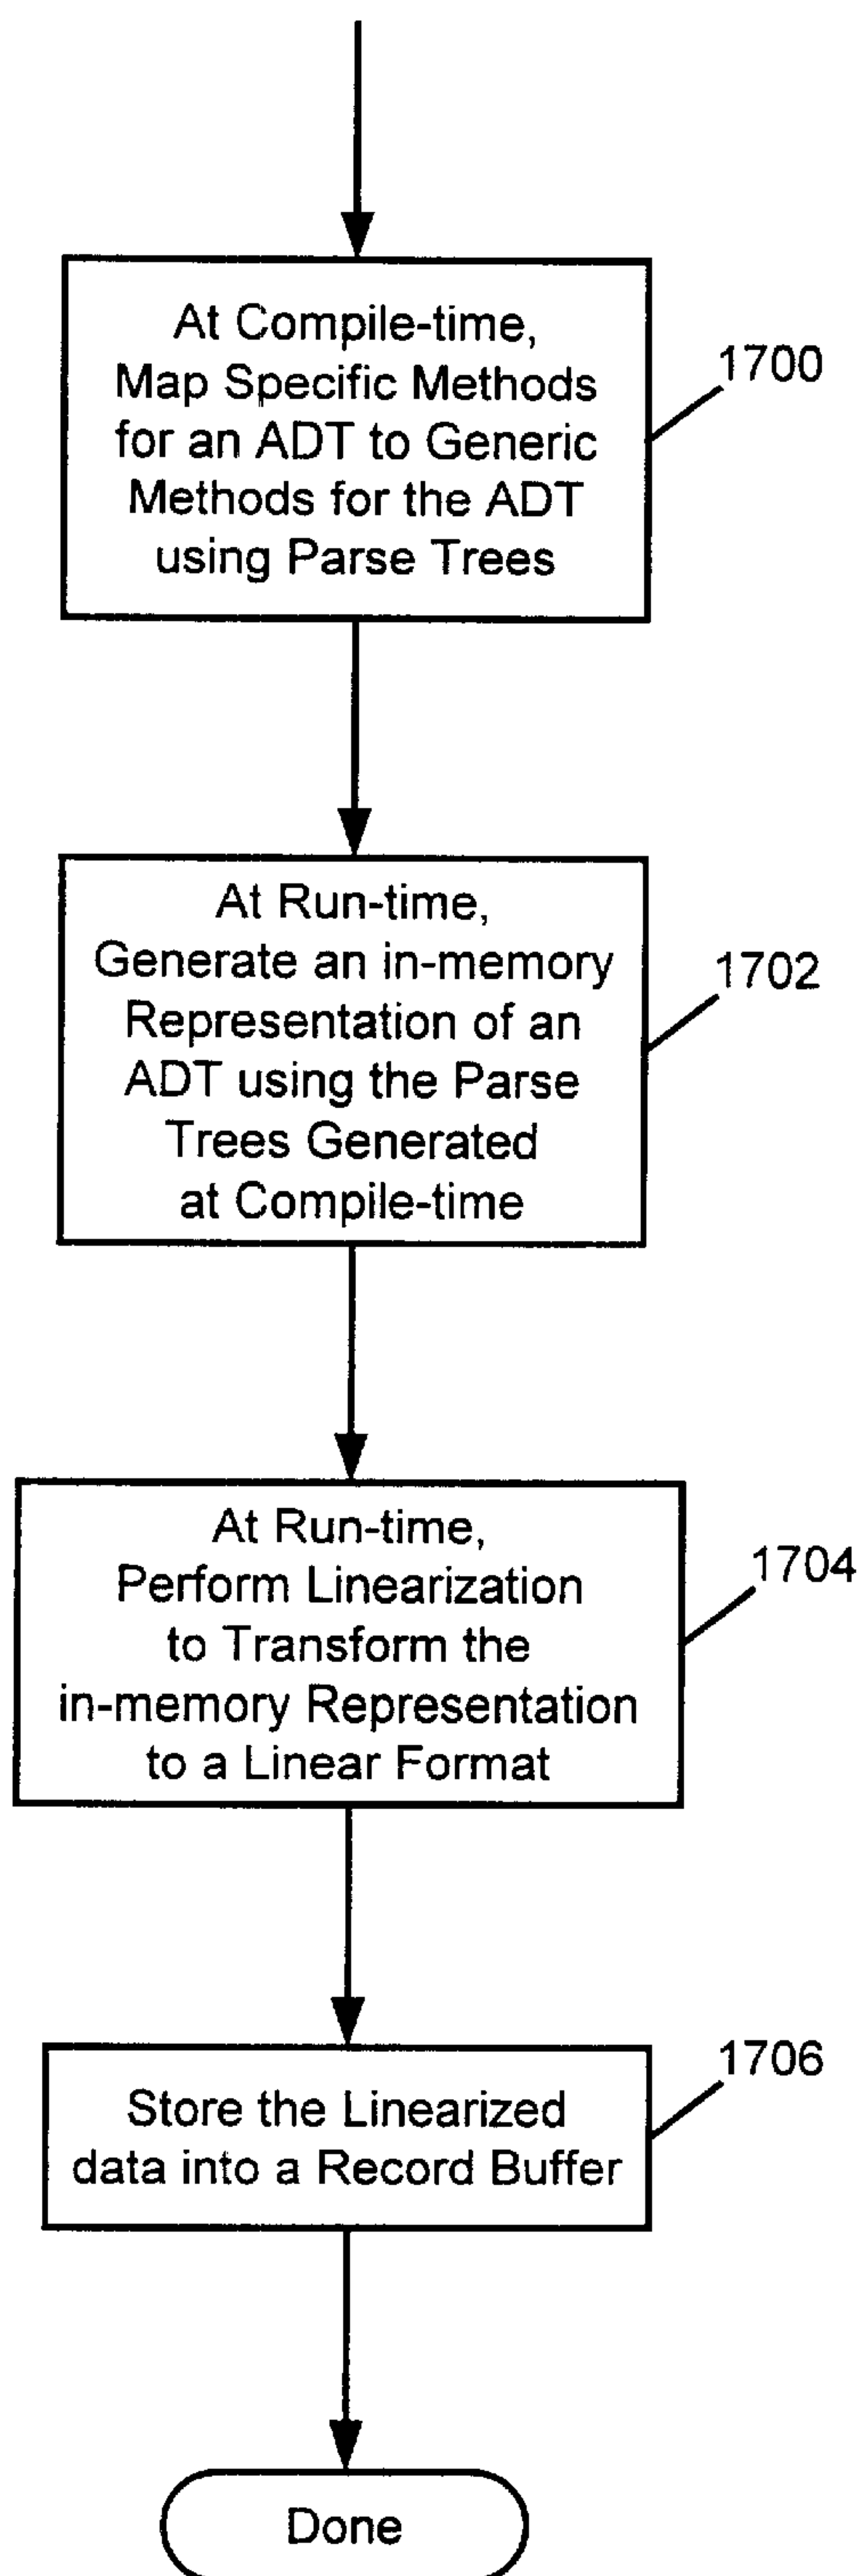 At Compile-time,
Map Specific Methods
for an ADT to Generic
Methods for the ADT
using Parse Trees
1700
At Run-time,
Generate an in-memory
Representation of an
ADT using the Parse
Trees Generated
at Compile-time
1702
At Run-time,
Perform Linearization
to Transform the
in-memory Representation
to a Linear Format
1704
Store the Linearized
data into a Record Buffer
1706
Done